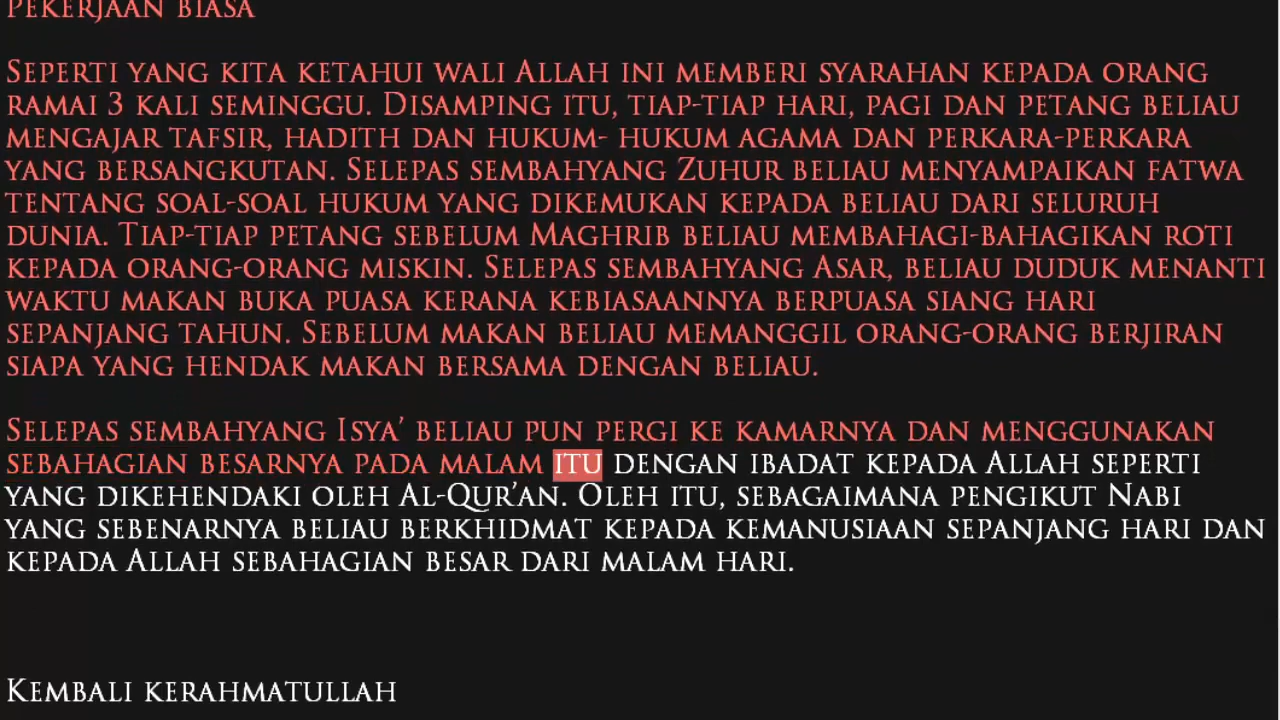 Pekerjaan biasa
Seperti yang kita ketahui wali Allah ini memberi syarahan kepada orang
ramai 3 kali seminggu. Disamping itu, tiap-tiap hari, pagi dan petang beliau
mengajar tafsir, hadith dan hukum- hukum agama dan perkara-perkara
yang bersangkutan. Selepas sembahyang Zuhur beliau menyampaikan fatwa
tentang soal-soal hukum yang dikemukan kepada beliau dari seluruh
dunia. Tiap-tiap petang sebelum Maghrib beliau membahagi-bahagikan roti
kepada orang-orang miskin. Selepas sembahyang Asar, beliau duduk menanti
waktu makan buka puasa kerana kebiasaannya berpuasa siang hari
sepanjang tahun. Sebelum makan beliau memanggil orang-orang berjiran
siapa yang hendak makan bersama dengan beliau.
Selepas sembahyang Isya’ beliau pun pergi ke kamarnya dan menggunakan
sebahagian besarnya pada malam itu dengan ibadat kepada Allah seperti
yang dikehendaki oleh Al-Qur’an. Oleh itu, sebagaimana pengikut Nabi
yang sebenarnya beliau berkhidmat kepada kemanusiaan sepanjang hari dan
kepada Allah sebahagian besar dari malam hari.
Kembali kerahmatullah